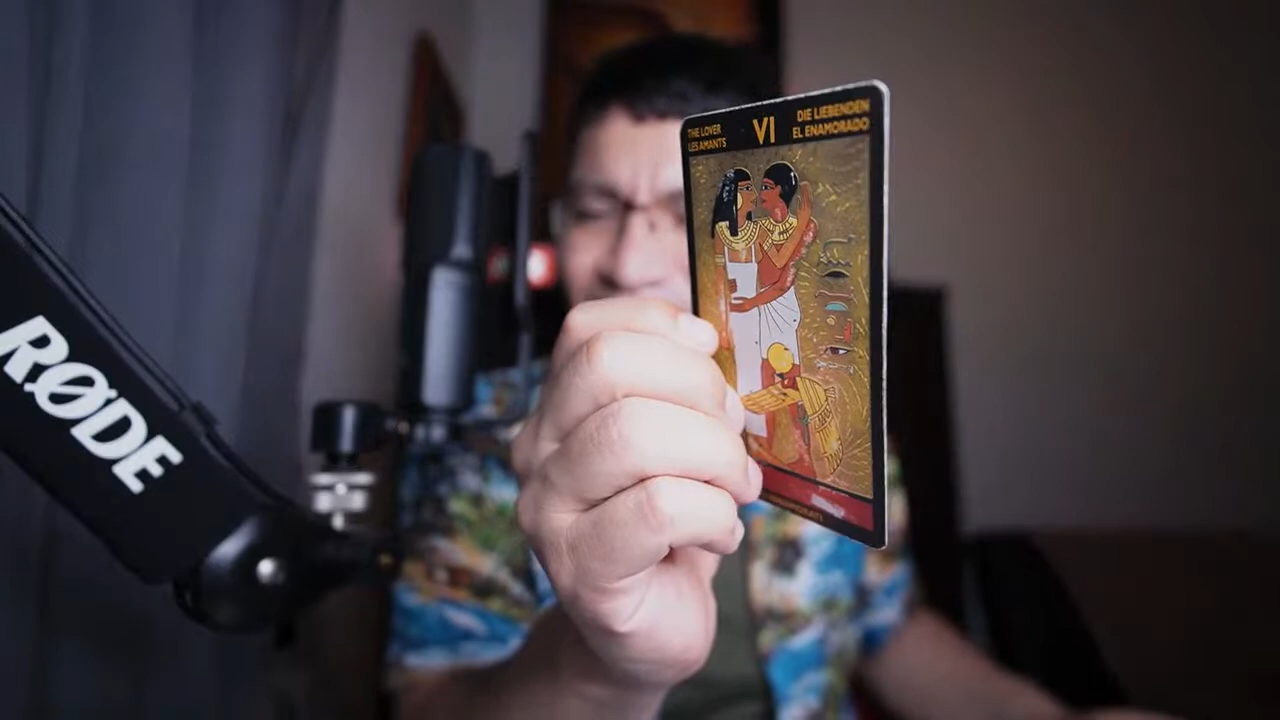 RØDE
THE LOVER
LES AMANTS
VI
DIE LIEBENDEN
EL ENAMORADO